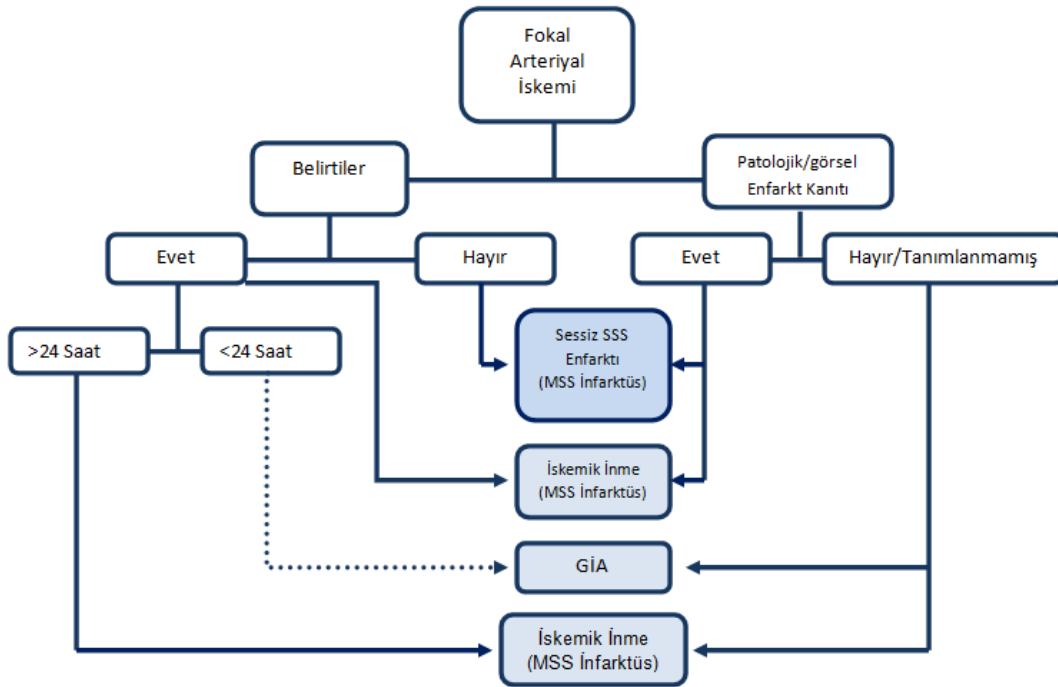 Fokal
Arteriyal
İskemi
Belirtiler
Patolojik/görsel
Enfarkt Kanıtı
Evet
Hayır
Evet
Hayır/Tanımlanmamış
>24 Saat
<24 Saat
Sessiz SSS
Enfarktı
(MSS İnfarktüs)
İskemik İnme
(MSS İnfarktüs)
GİA
İskemik İnme
(MSS İnfarktüs)